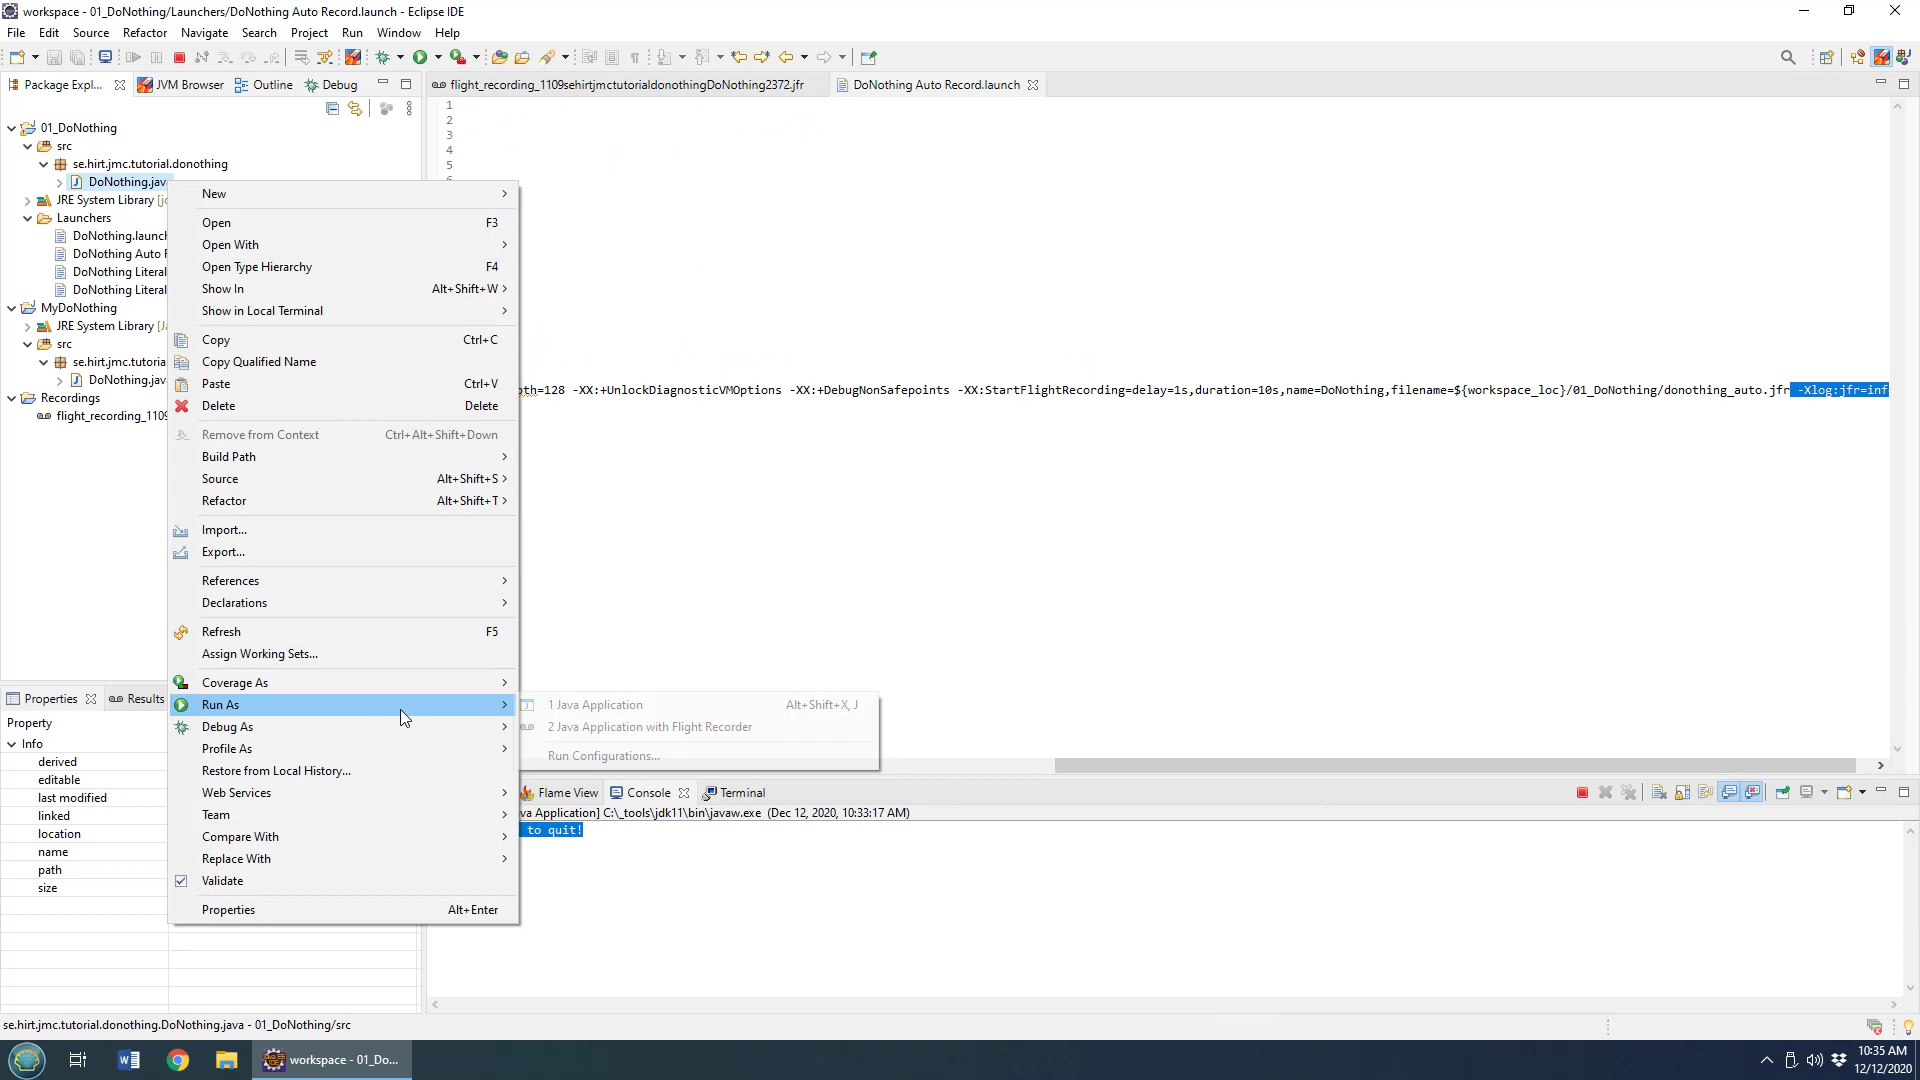 workspace - 01_DoNothing/Launchers/DoNothing Auto Record.launch - Eclipse IDE
File Edit Source Refactor Navigate Search Project Run Window Help
Package Expl... JVM Browser Outline Debug
flight_recording_1109sehirtjmctutorialdonothingDoNothing2372.jfr DoNothing Auto Record.launch
01_DoNothing
src
se.hirt.jmc.tutorial.donothing
DoNothing.jav
JRE System Library [jd
Launchers
DoNothing.launch
DoNothing Auto R
DoNothing Literal
DoNothing Literal
MyDoNothing
JRE System Library [Ja
src
se.hirt.jmc.tutoria
DoNothing.jav
Recordings
flight_recording_1109
New
Open F3
Open With
Open Type Hierarchy F4
Show In Alt+Shift+W
Show in Local Terminal
Copy Ctrl+C
Copy Qualified Name
Paste Ctrl+V
Delete Delete
Remove from Context Ctrl+Alt+Shift+Down
Build Path
Source Alt+Shift+S
Refactor Alt+Shift+T
Import...
Export...
References
Declarations
Refresh F5
Assign Working Sets...
Coverage As
Run As
Debug As
Profile As
Restore from Local History...
Web Services
Team
Compare With
Replace With
Validate
Properties Alt+Enter
1 Java Application Alt+Shift+X, J
2 Java Application with Flight Recorder
Run Configurations...
1
2
3
4
5
pth=128 -XX:+UnlockDiagnosticVMOptions -XX:+DebugNonSafepoints -XX:StartFlightRecording=delay=1s,duration=10s,name=DoNothing,filename=${workspace_loc}/01_DoNothing/donothing_auto.jfr -Xlog:jfr=inf
Properties Results
Property
Info
derived
editable
last modified
linked
location
name
path
size
Flame View Console Terminal
va Application] C:\_tools\jdk11\bin\javaw.exe (Dec 12, 2020, 10:33:17 AM)
to quit!
se.hirt.jmc.tutorial.donothing.DoNothing.java - 01_DoNothing/src
workspace - 01_Do...
10:35 AM
12/12/2020